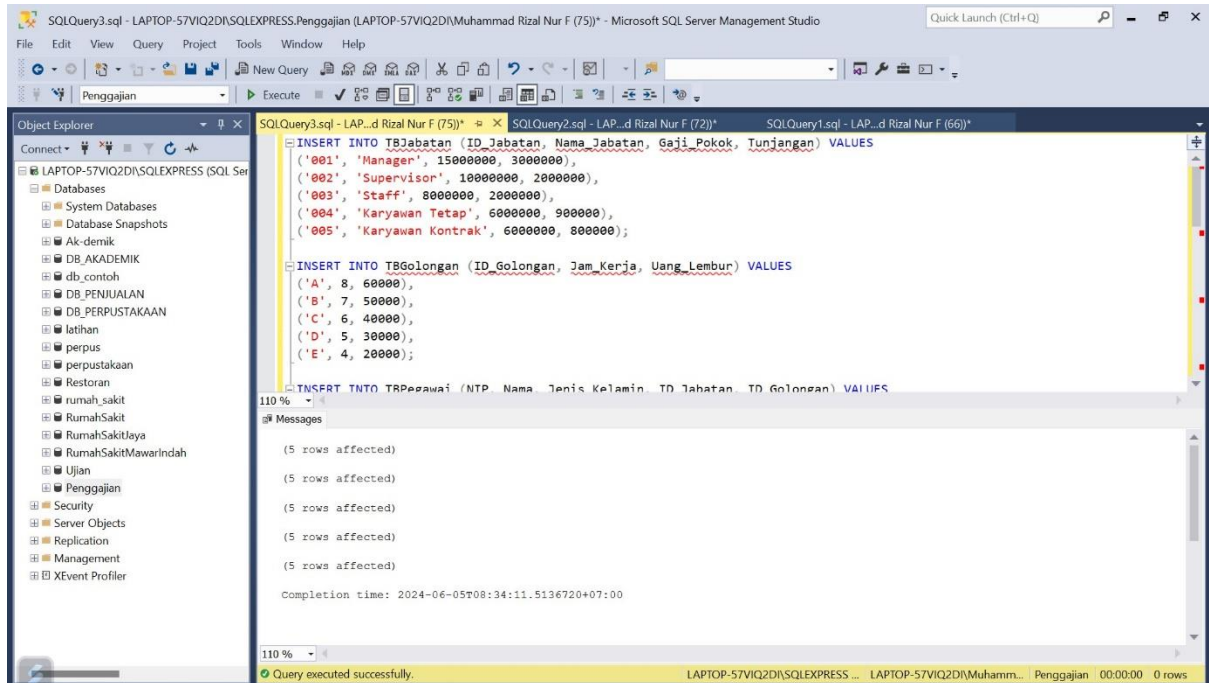 SQLQuery3.sql - LAPTOP-57VIQ2DI\SQLEXPRESS.Penggajian (LAPTOP-57VIQ2DI\Muhammad Rizal Nur F (75))* - Microsoft SQL Server Management Studio
Quick Launch (Ctrl+Q)
File Edit View Query Project Tools Window Help
New Query
Penggajian
Execute
Object Explorer
Connect
LAPTOP-57VIQ2DI\SQLEXPRESS (SQL Ser
Databases
System Databases
Database Snapshots
Ak-demik
DB_AKADEMIK
db_contoh
DB_PENJUALAN
DB_PERPUSTAKAAN
latihan
perpus
perpustakaan
Restoran
rumah_sakit
RumahSakit
RumahSakitJaya
RumahSakitMawarIndah
Ujian
Penggajian
Security
Server Objects
Replication
Management
XEvent Profiler
SQLQuery3.sql - LAP...d Rizal Nur F (75))* SQLQuery2.sql - LAP...d Rizal Nur F (72))* SQLQuery1.sql - LAP...d Rizal Nur F (66))*
INSERT INTO TBJabatan (ID_Jabatan, Nama_Jabatan, Gaji_Pokok, Tunjangan) VALUES
('001', 'Manager', 15000000, 3000000),
('002', 'Supervisor', 10000000, 2000000),
('003', 'Staff', 8000000, 2000000),
('004', 'Karyawan Tetap', 6000000, 900000),
('005', 'Karyawan Kontrak', 6000000, 800000);
INSERT INTO TBGolongan (ID_Golongan, Jam_Kerja, Uang_Lembur) VALUES
('A', 8, 60000),
('B', 7, 50000),
('C', 6, 40000),
('D', 5, 30000),
('E', 4, 20000);
INSERT INTO TBPegawai (NIP, Nama, Jenis_Kelamin, ID_Jabatan, ID_Golongan) VALUES
110 %
Messages
(5 rows affected)
(5 rows affected)
(5 rows affected)
(5 rows affected)
(5 rows affected)
Completion time: 2024-06-05T08:34:11.5136720+07:00
110 %
Query executed successfully.
LAPTOP-57VIQ2DI\SQLEXPRESS ... LAPTOP-57VIQ2DI\Muhamm... Penggajian 00:00:00 0 rows